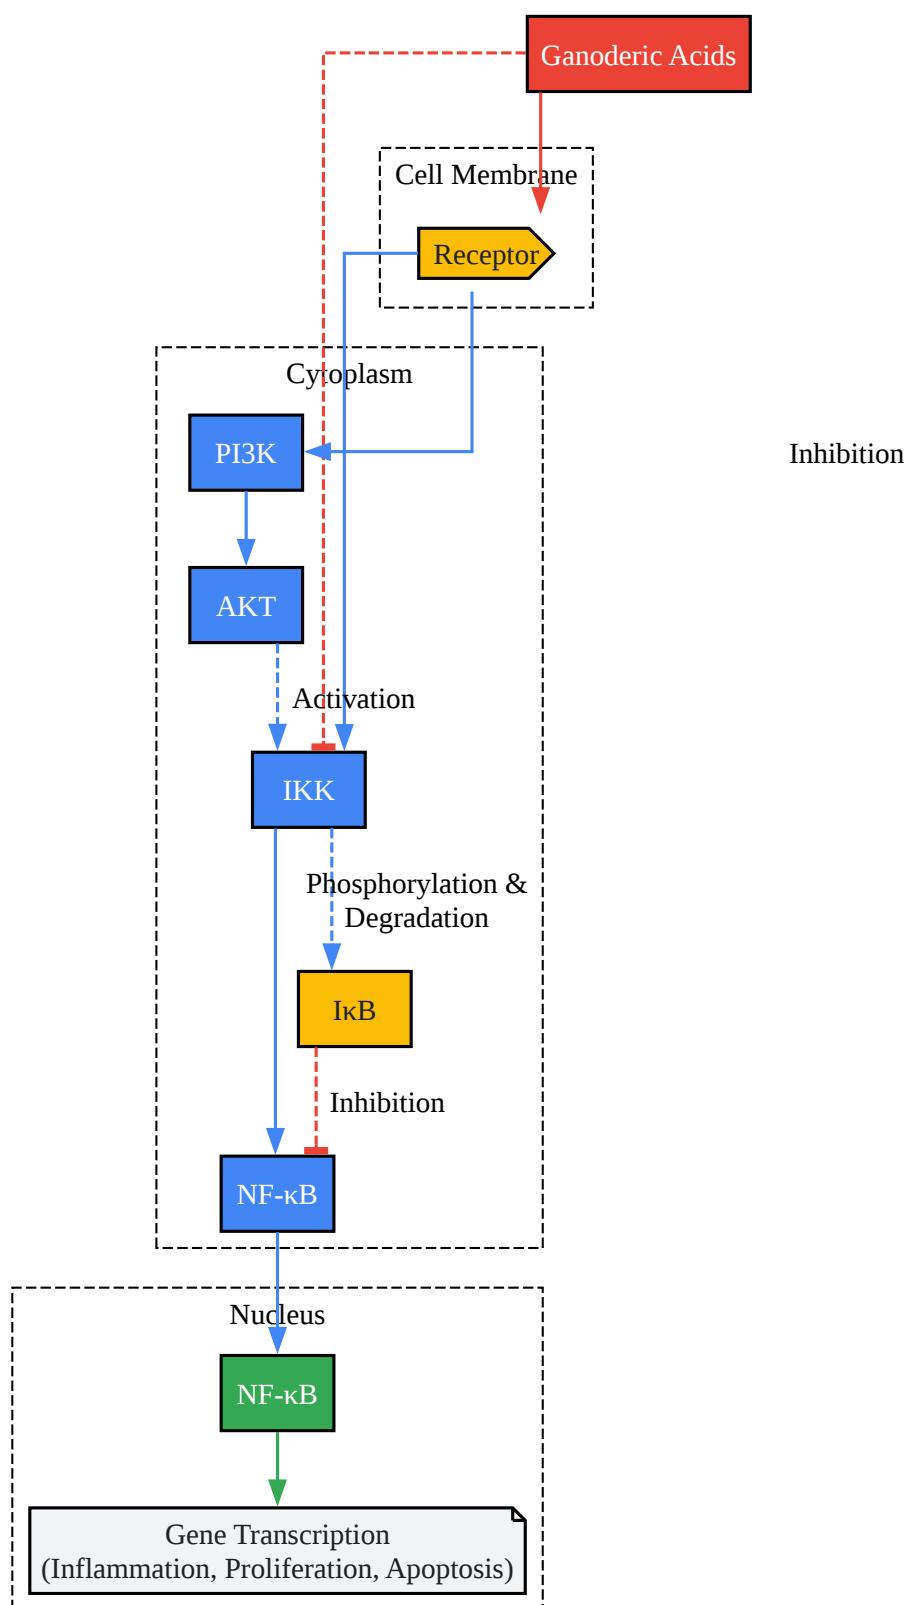 Ganoderic Acids
Cell Membrane
Receptor
Cytoplasm
PI3K
Inhibition
AKT
Activation
IKK
Phosphorylation &
Degradation
IκB
Inhibition
NF-κB
Nucleus
NF-κB
Gene Transcription
(Inflammation, Proliferation, Apoptosis)